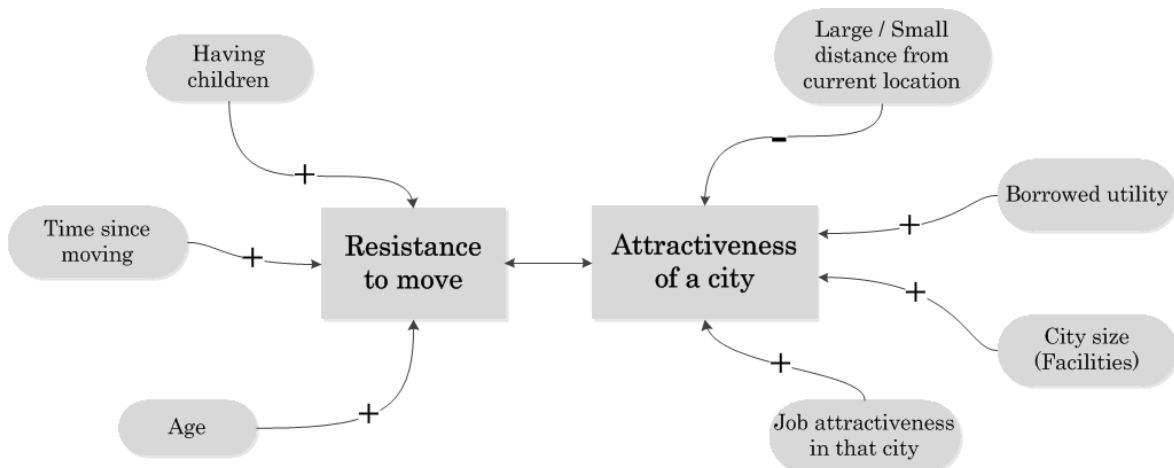 Having
children
Large / Small
distance from
current location
-
+
Borrowed utility
Time since
moving
+
Resistance
to move
Attractiveness
of a city
+
+
City size
(Facilities)
+
Age
+
Job attractiveness
in that city